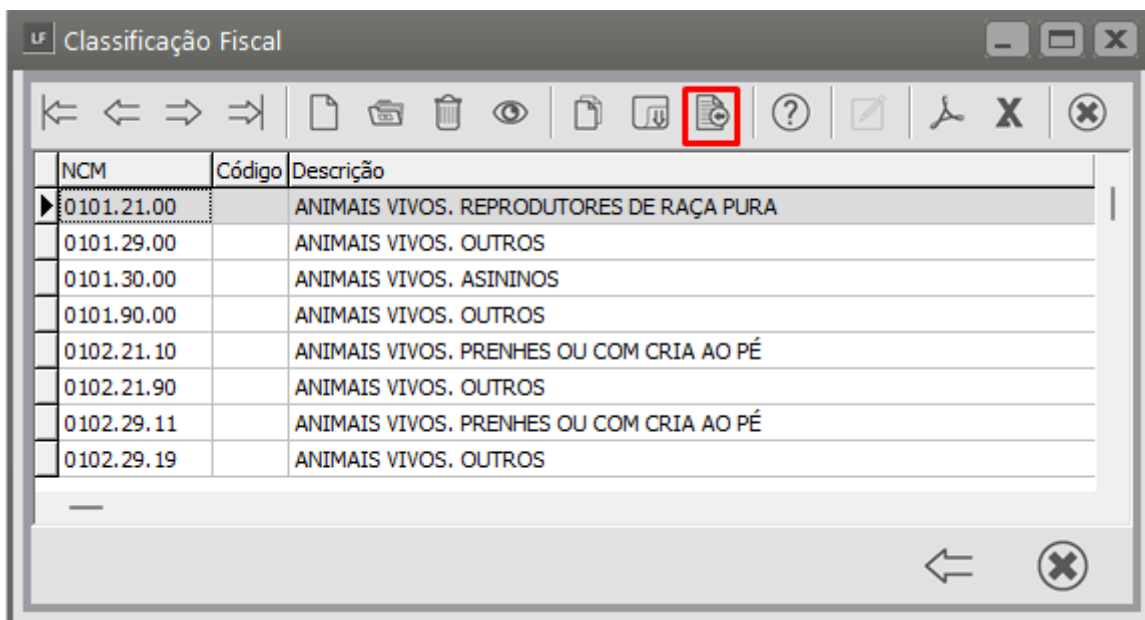 LF Classificação Fiscal
NCM Código Descrição
0101.21.00 ANIMAIS VIVOS. REPRODUTORES DE RAÇA PURA
0101.29.00 ANIMAIS VIVOS. OUTROS
0101.30.00 ANIMAIS VIVOS. ASININOS
0101.90.00 ANIMAIS VIVOS. OUTROS
0102.21.10 ANIMAIS VIVOS. PRENHES OU COM CRIA AO PÉ
0102.21.90 ANIMAIS VIVOS. OUTROS
0102.29.11 ANIMAIS VIVOS. PRENHES OU COM CRIA AO PÉ
0102.29.19 ANIMAIS VIVOS. OUTROS